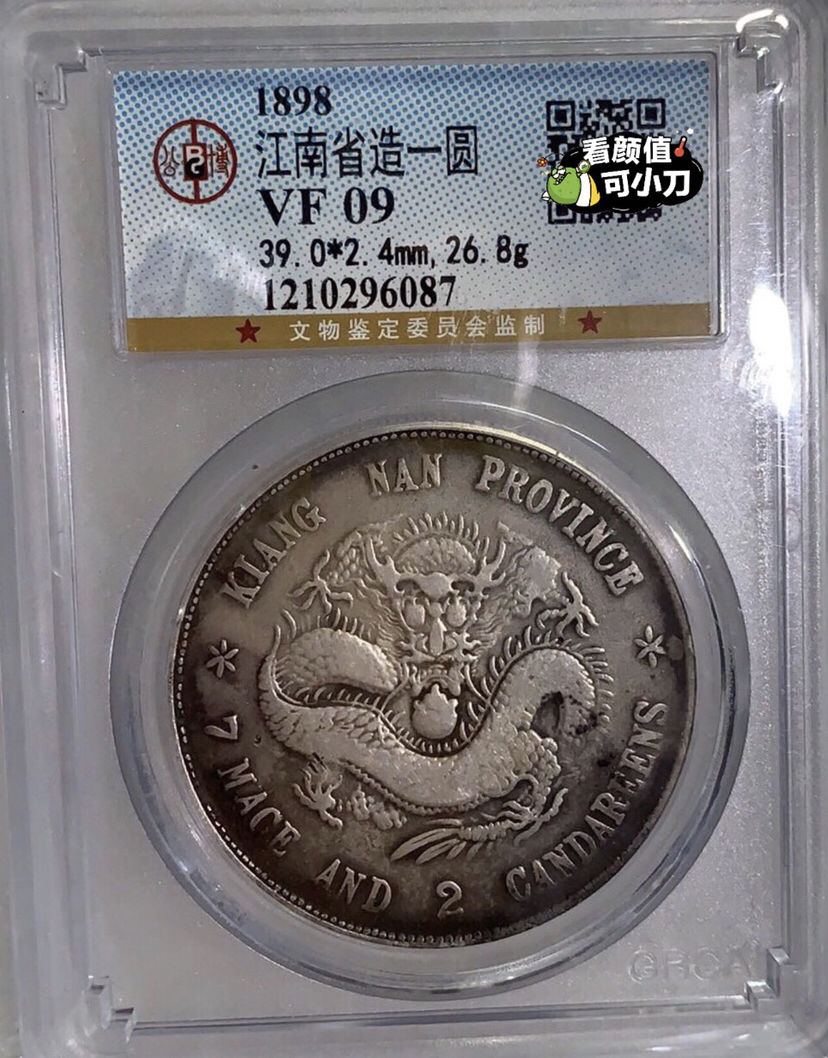 1898
江南省造一圆
VF 09
39.0*2.4mm,26.8g
1210296087
看颜值
可小刀
公博
文物鉴定委员会监制
KIANG NAN PROVINCE
7 MACE AND 2 CANDAREENS
GBCA